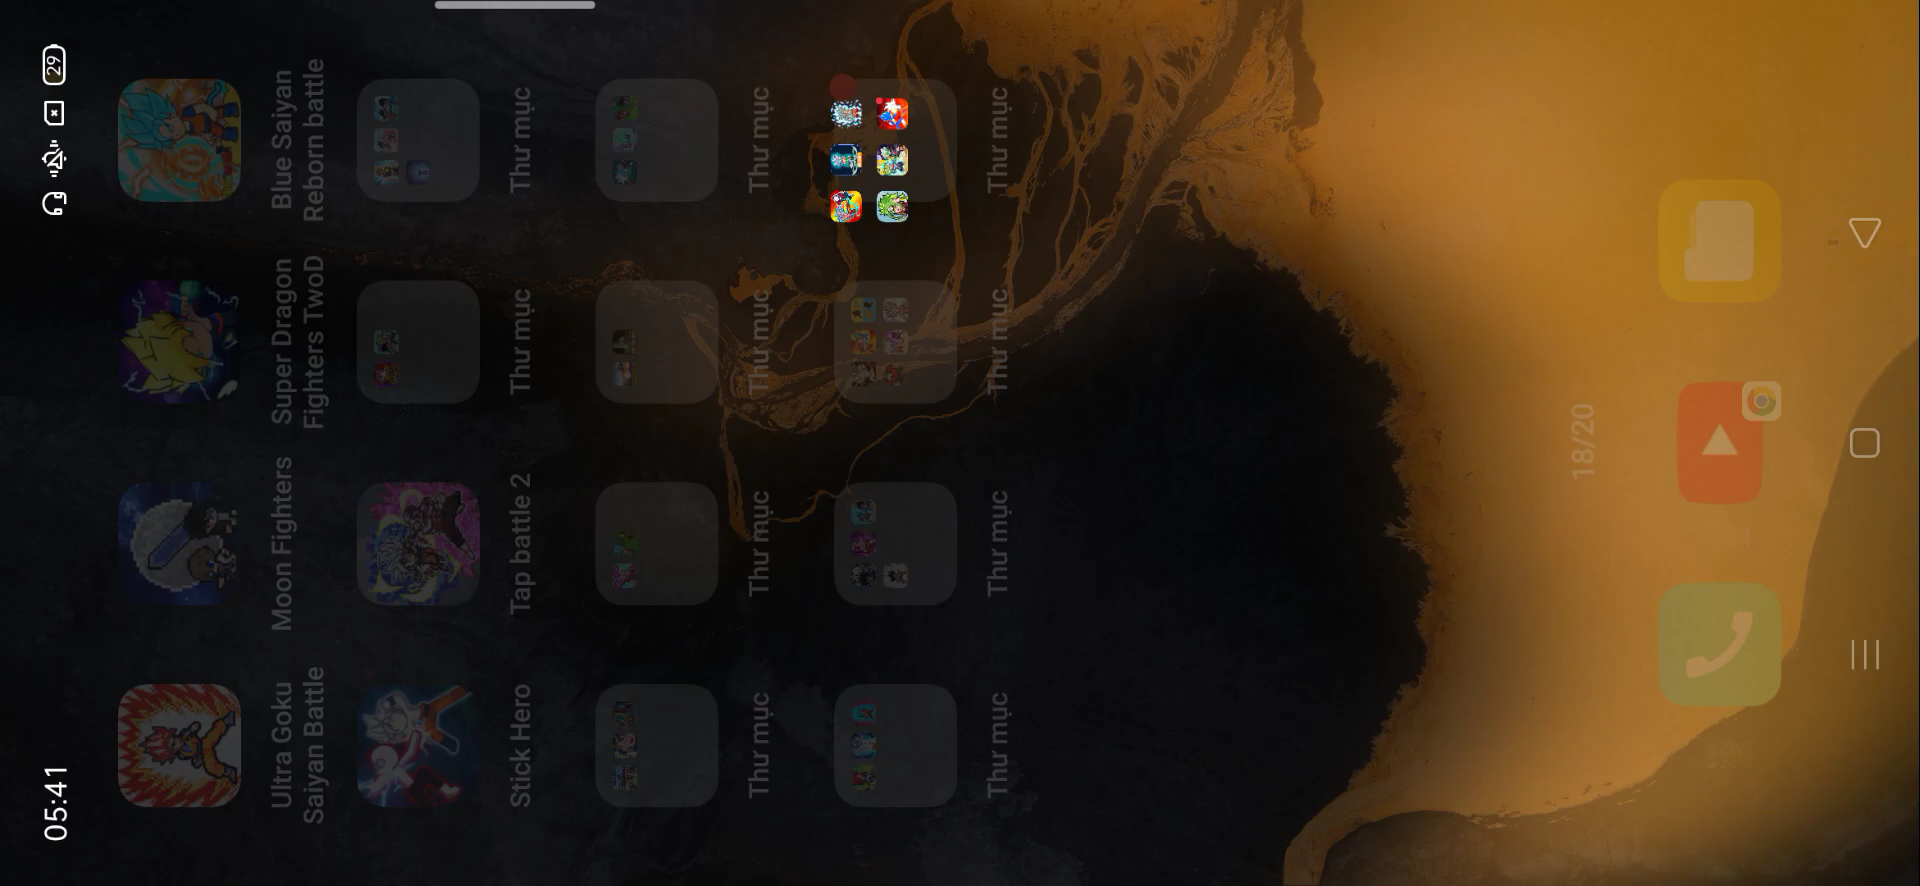 05:41
29
Ultra Goku
Saiyan Battle
Moon Fighters
Super Dragon
Fighters TwoD
Blue Saiyan
Reborn battle
Stick Hero
Tap battle 2
Thư mục
Thư mục
Thư mục
Thư mục
Thư mục
Thư mục
Thư mục
Thư mục
Thư mục
Thư mục
18/20